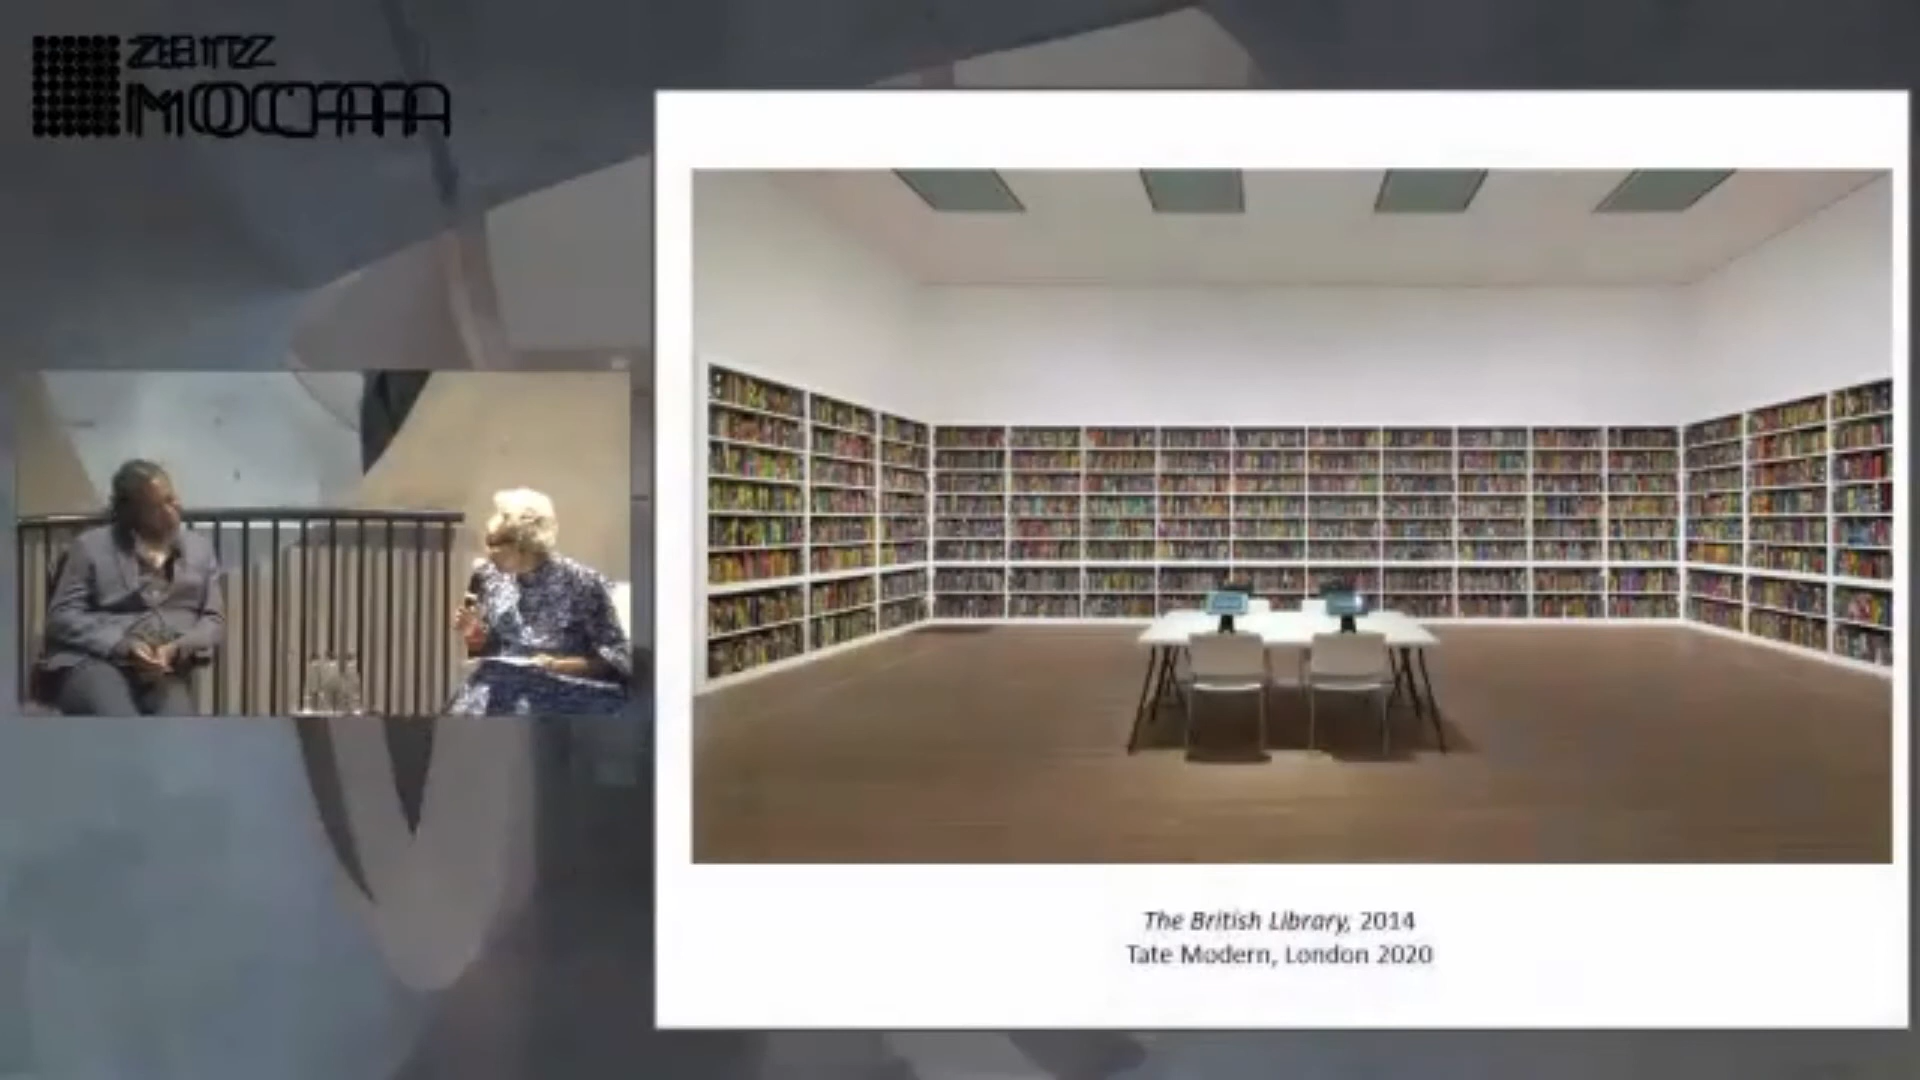 ZEITZ
MOCAA
The British Library, 2014
Tate Modern, London 2020